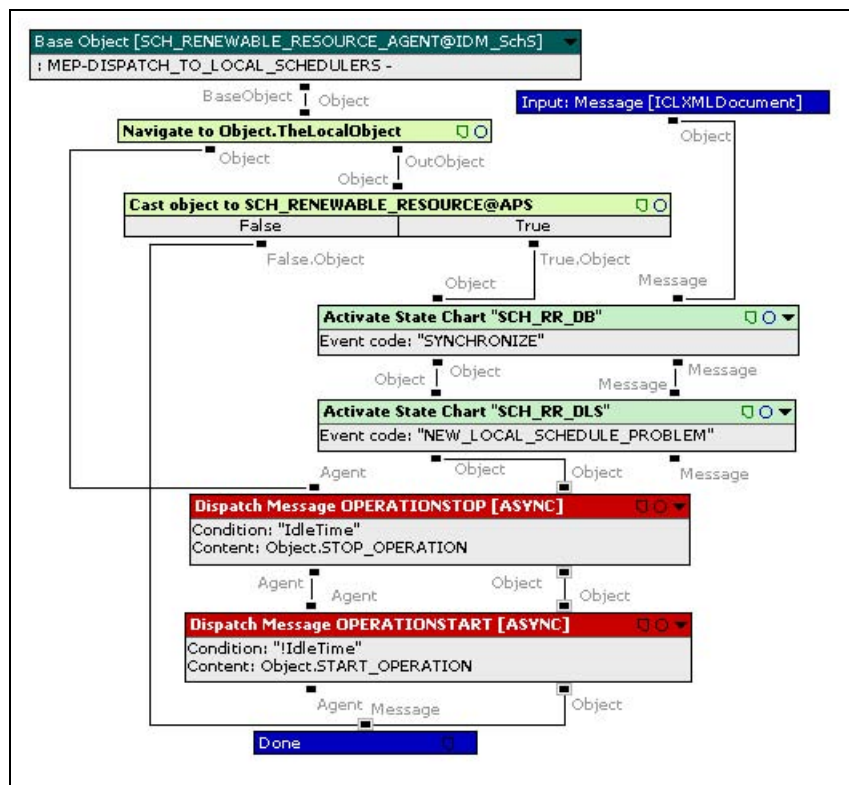 Base Object [SCH_RENEWABLE_RESOURCE_AGENT@IDM_SchS]
: MEP-DISPATCH_TO_LOCAL_SCHEDULERS -
BaseObject Object
Input: Message [ICLXMLDocument]
Object
Navigate to Object.TheLocalObject
Object OutObject
Object
Cast object to SCH_RENEWABLE_RESOURCE@APS
False True
False.Object True.Object
Object Message
Activate State Chart "SCH_RR_DB"
Event code: "SYNCHRONIZE"
Object Object Message Message
Activate State Chart "SCH_RR_DLS"
Event code: "NEW_LOCAL_SCHEDULE_PROBLEM"
Agent Object Object Message
Dispatch Message OPERATIONSTOP [ASYNC]
Condition: "IdleTime"
Content: Object.STOP_OPERATION
Agent Agent Object Object
Dispatch Message OPERATIONSTART [ASYNC]
Condition: "!IdleTime"
Content: Object.START_OPERATION
Agent Message Object
Done